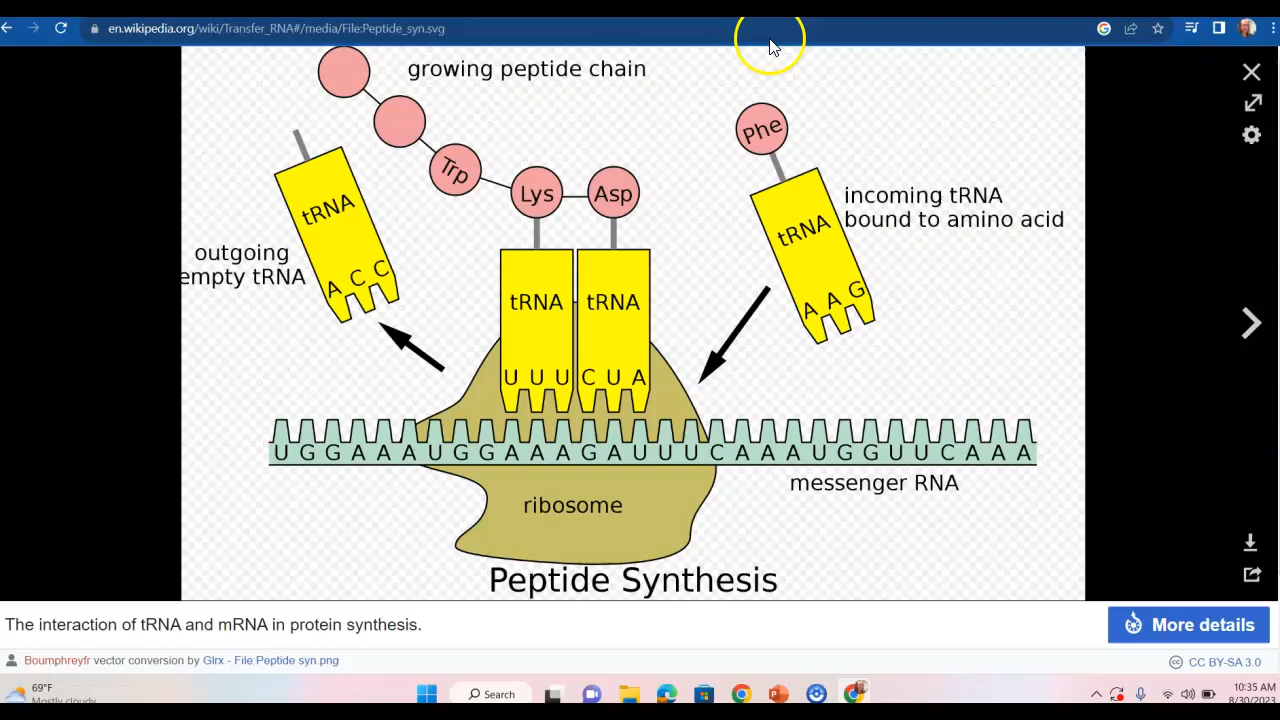 en.wikipedia.org/wiki/Transfer_RNA#/media/File:Peptide_syn.svg
growing peptide chain
Phe
Trp
Lys
Asp
tRNA
A C C
outgoing
empty tRNA
tRNA
A A G
incoming tRNA
bound to amino acid
tRNA
tRNA
U U U
C U A
U G G A A A U G G A A A G A U U U C A A A U G G U U C A A A
messenger RNA
ribosome
Peptide Synthesis
The interaction of tRNA and mRNA in protein synthesis.
More details
Boumphreyfr vector conversion by Glrx - File:Peptide syn.png
CC BY-SA 3.0
69°F
Mostly cloudy
Search
10:35 AM
8/30/2023